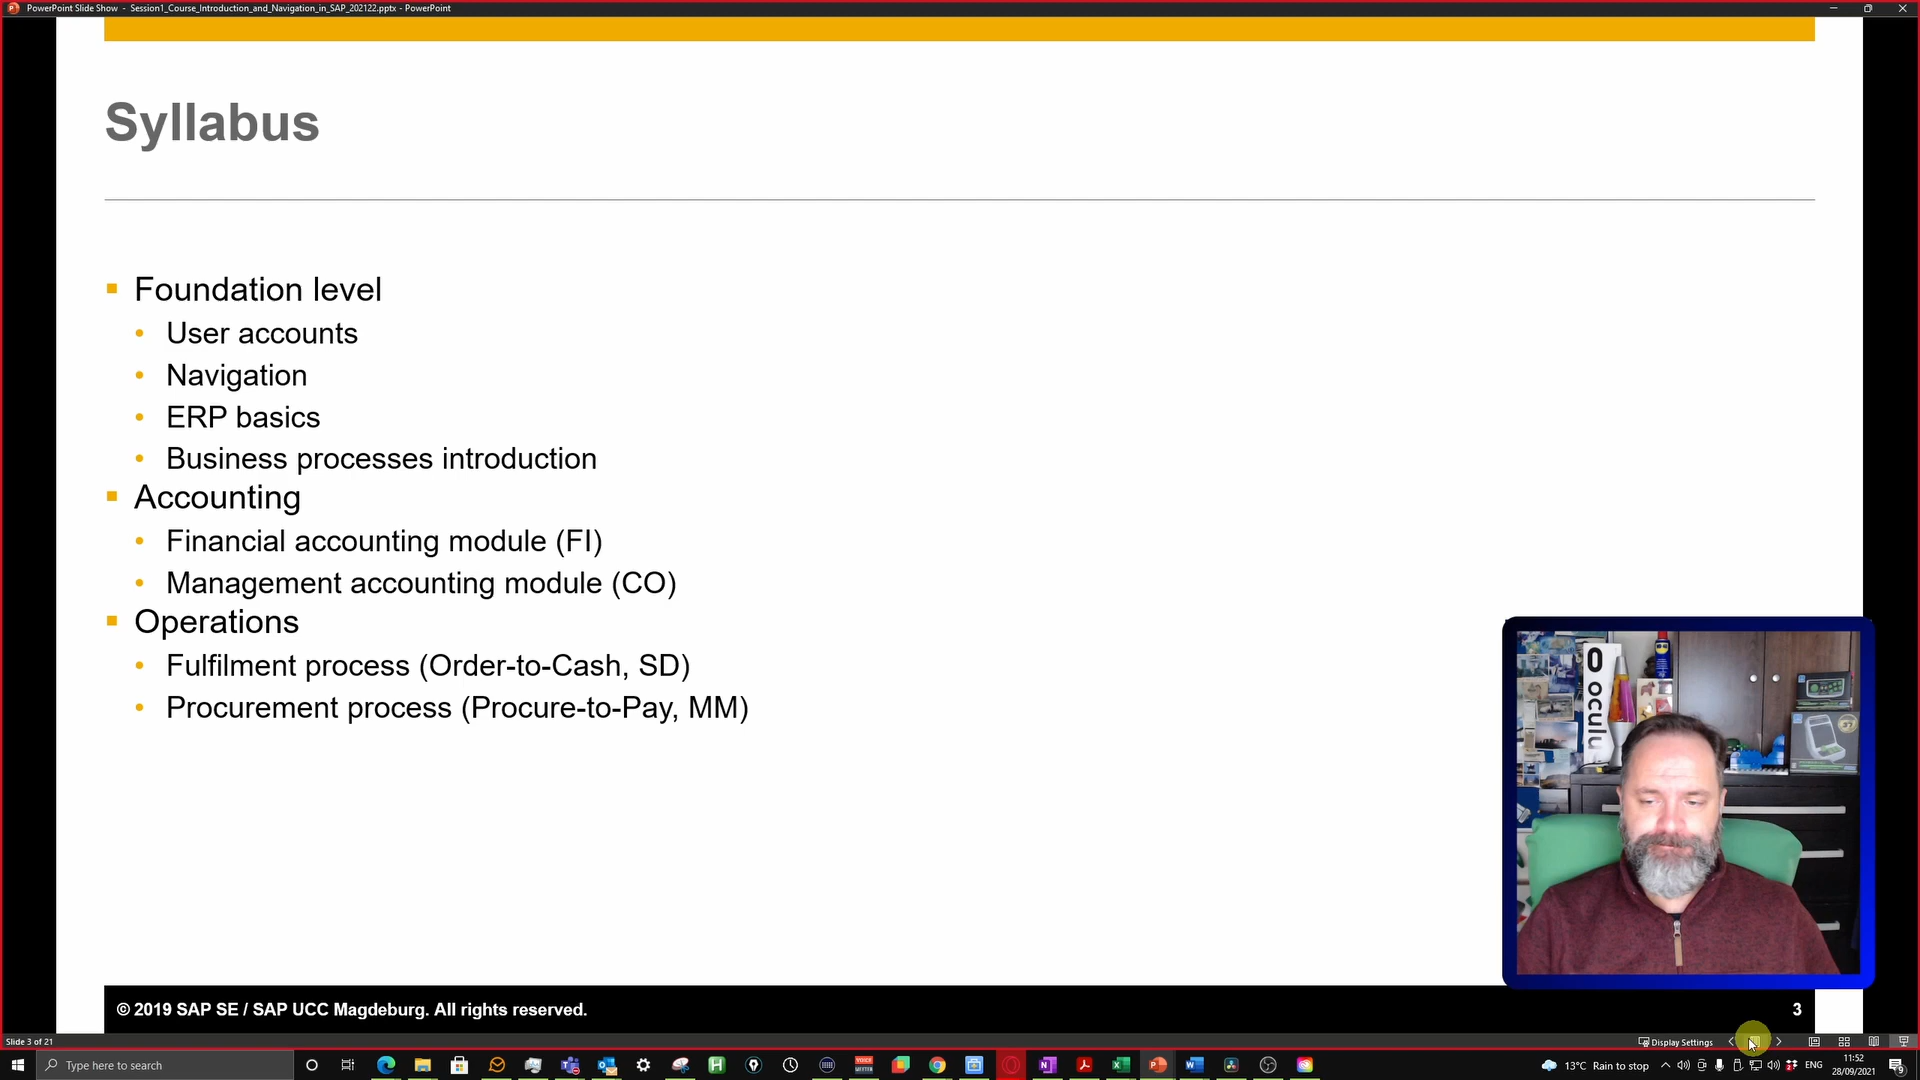 PowerPoint Slide Show - Session1_Course_Introduction_and_Navigation_in_SAP_202122.pptx - PowerPoint
Syllabus
Foundation level
User accounts
Navigation
ERP basics
Business processes introduction
Accounting
Financial accounting module (FI)
Management accounting module (CO)
Operations
Fulfilment process (Order-to-Cash, SD)
Procurement process (Procure-to-Pay, MM)
O oculu
© 2019 SAP SE / SAP UCC Magdeburg. All rights reserved.
3
Slide 3 of 21
Display Settings
Type here to search
13°C Rain to stop
ENG
11:52
28/09/2021